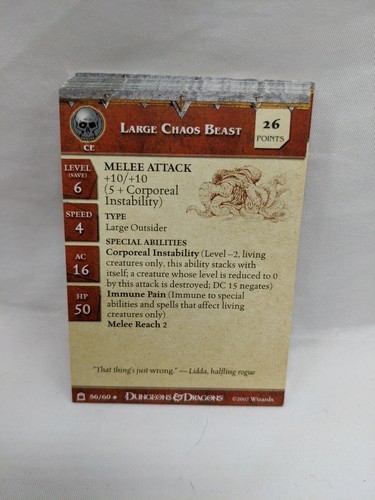 LARGE CHAOS BEAST
26
POINTS
CE
LEVEL
(SAVE)
6
SPEED
4
AC
16
HP
50
MELEE ATTACK
+10/+10
(5 + Corporeal
Instability)
TYPE
Large Outsider
SPECIAL ABILITIES
Corporeal Instability (Level –2, living
creatures only, this ability stacks with
itself; a creature whose level is reduced to 0
by this attack is destroyed; DC 15 negates)
Immune Pain (Immune to special
abilities and spells that affect living
creatures only)
Melee Reach 2
"That thing's just wrong." — Lidda, halfling rogue
56/60
DUNGEONS & DRAGONS
©2007 Wizards